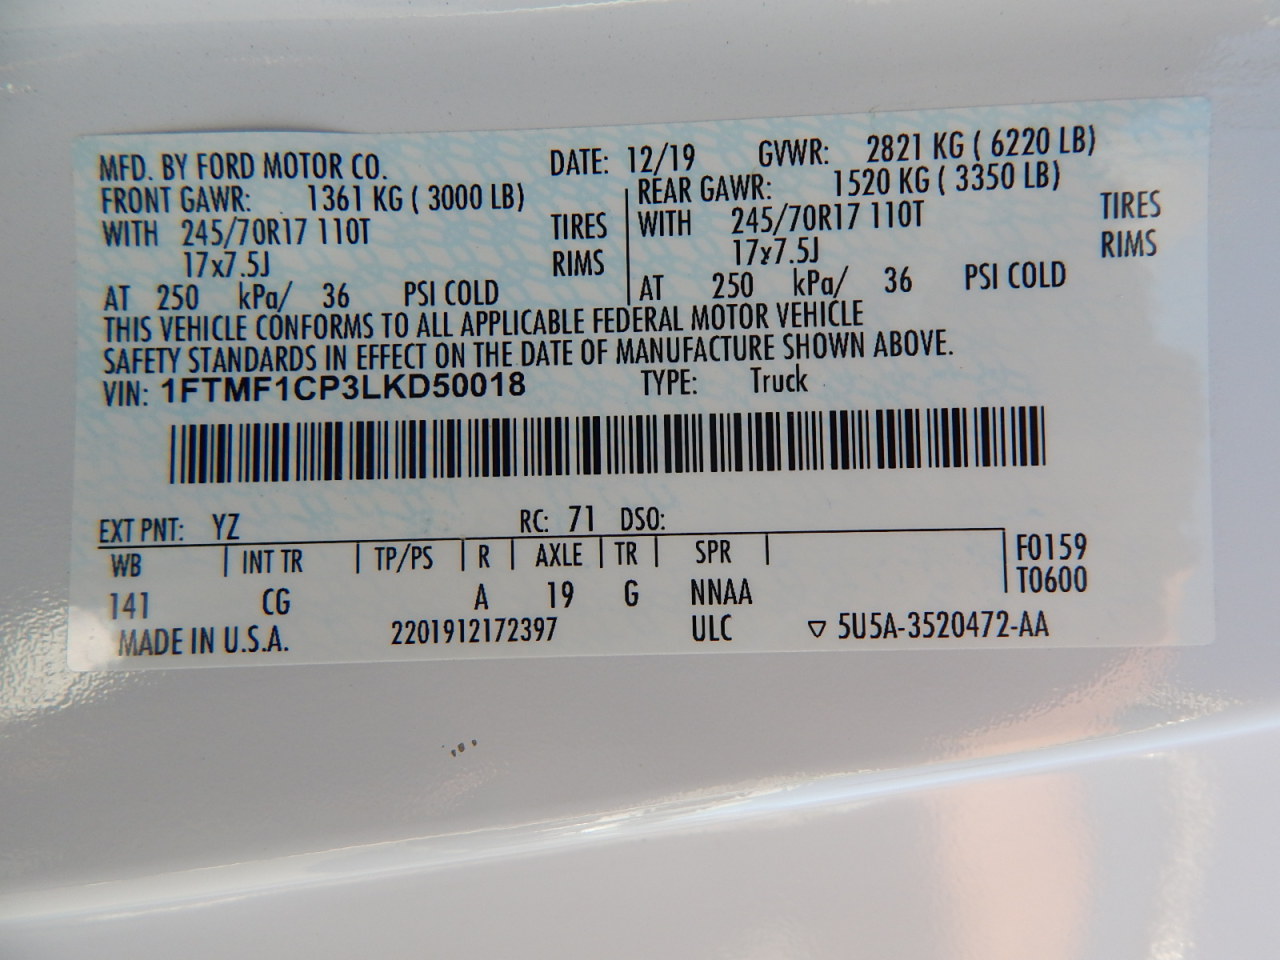 MFD. BY FORD MOTOR CO. DATE: 12/19 GVWR: 2821 KG ( 6220 LB)
FRONT GAWR: 1361 KG ( 3000 LB) REAR GAWR: 1520 KG ( 3350 LB)
WITH 245/70R17 110T TIRES WITH 245/70R17 110T TIRES
17x7.5J RIMS 17x7.5J RIMS
AT 250 kPa/ 36 PSI COLD AT 250 kPa/ 36 PSI COLD
THIS VEHICLE CONFORMS TO ALL APPLICABLE FEDERAL MOTOR VEHICLE
SAFETY STANDARDS IN EFFECT ON THE DATE OF MANUFACTURE SHOWN ABOVE.
VIN: 1FTMF1CP3LKD50018 TYPE: Truck
EXT PNT: YZ RC: 71 DSO:
WB INT TR TP/PS R AXLE TR SPR F0159
141 CG A 19 G NNAA T0600
MADE IN U.S.A. 2201912172397 ULC ▽ 5U5A-3520472-AA